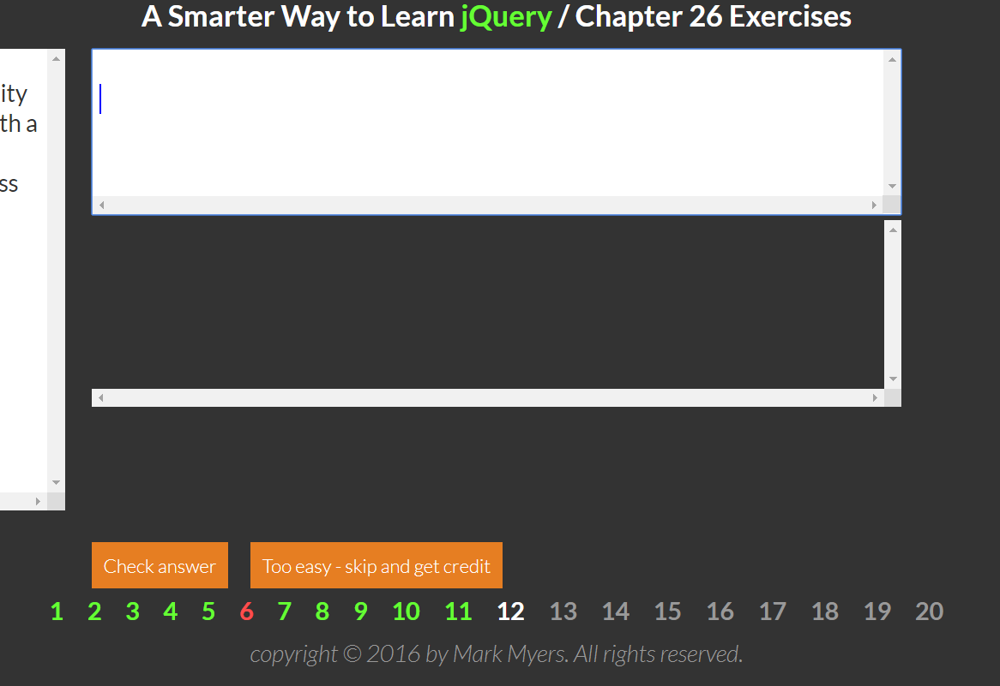 A Smarter Way to Learn jQuery / Chapter 26 Exercises
ity
th a
ss
Check answer
Too easy - skip and get credit
1 2 3 4 5 6 7 8 9 10 11 12 13 14 15 16 17 18 19 20
copyright © 2016 by Mark Myers. All rights reserved.